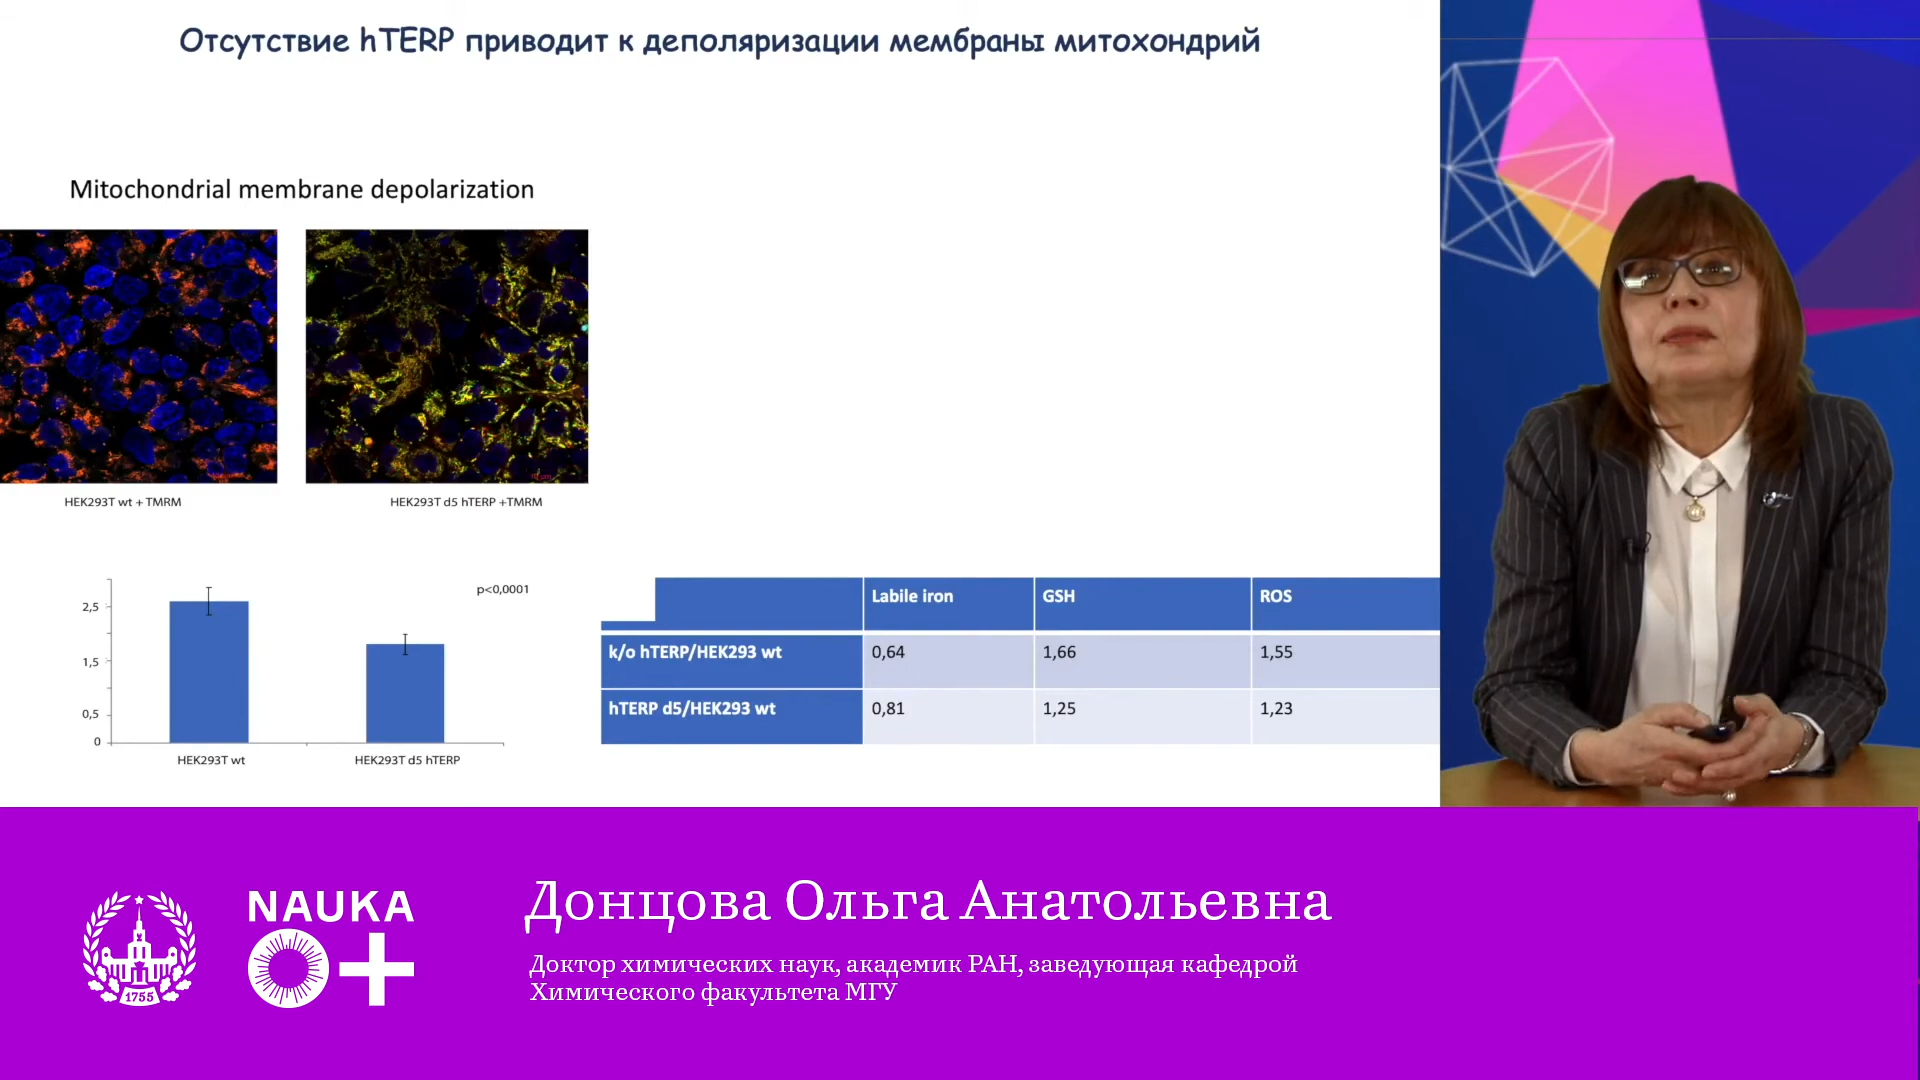 Отсутствие hTERP приводит к деполяризации мембраны митохондрий
Mitochondrial membrane depolarization
HEK293T wt + TMRM
HEK293T d5 hTERP +TMRM
p<0,0001
2,5
1,5
0,5
0
HEK293T wt
HEK293T d5 hTERP
Labile iron GSH ROS
k/o hTERP/HEK293 wt 0,64 1,66 1,55
hTERP d5/HEK293 wt 0,81 1,25 1,23
1755
NAUKA
0+
Донцова Ольга Анатольевна
Доктор химических наук, академик РАН, заведующая кафедрой
Химического факультета МГУ